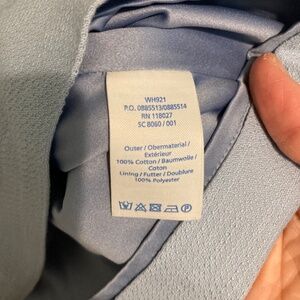 WH921
P.O. 0885513/0885514
RN 118027
SC 8060 / 001
Outer / Obermaterial /
Extérieur
100% Cotton / Baumwolle /
Coton
Lining / Futter / Doublure
100% Polyester